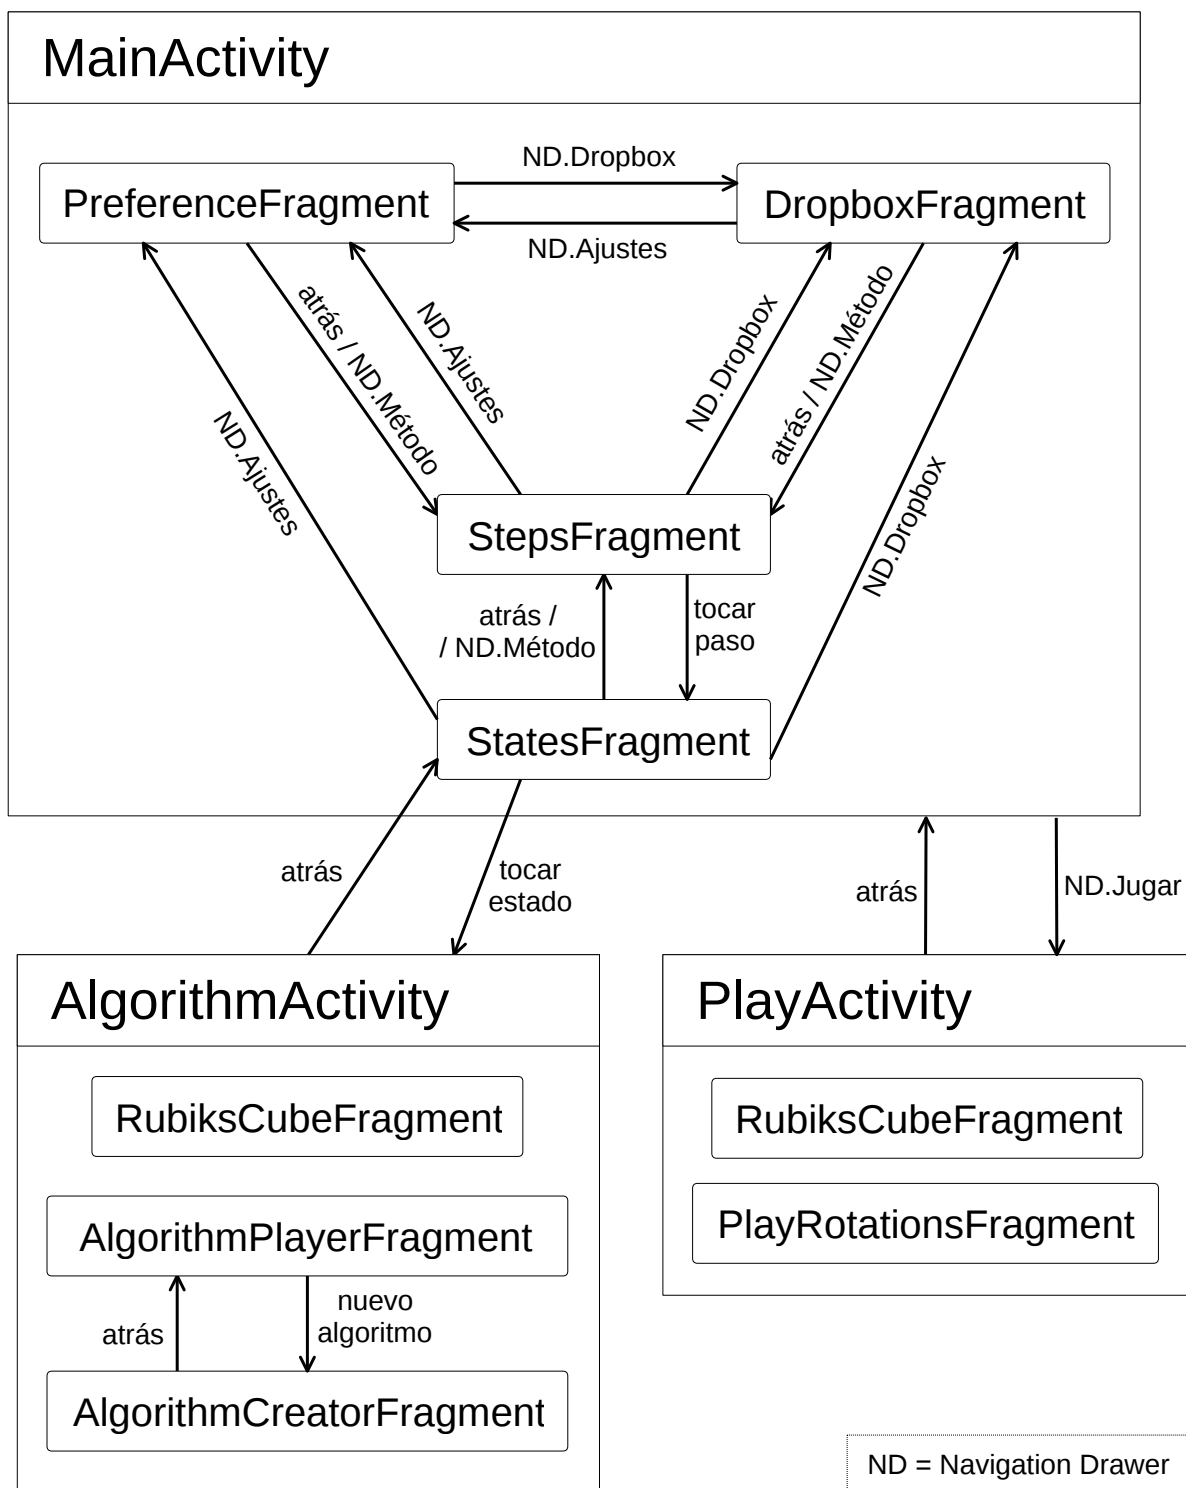 MainActivity
ND.Dropbox
PreferenceFragment
DropboxFragment
ND.Ajustes
atrás / ND.Método
ND.Ajustes
ND.Dropbox
atrás / ND.Método
ND.Ajustes
ND.Dropbox
StepsFragment
atrás /
/ ND.Método
tocar
paso
StatesFragment
atrás
tocar
estado
atrás
ND.Jugar
AlgorithmActivity
RubiksCubeFragment
AlgorithmPlayerFragment
atrás
nuevo
algoritmo
AlgorithmCreatorFragment
PlayActivity
RubiksCubeFragment
PlayRotationsFragment
ND = Navigation Drawer